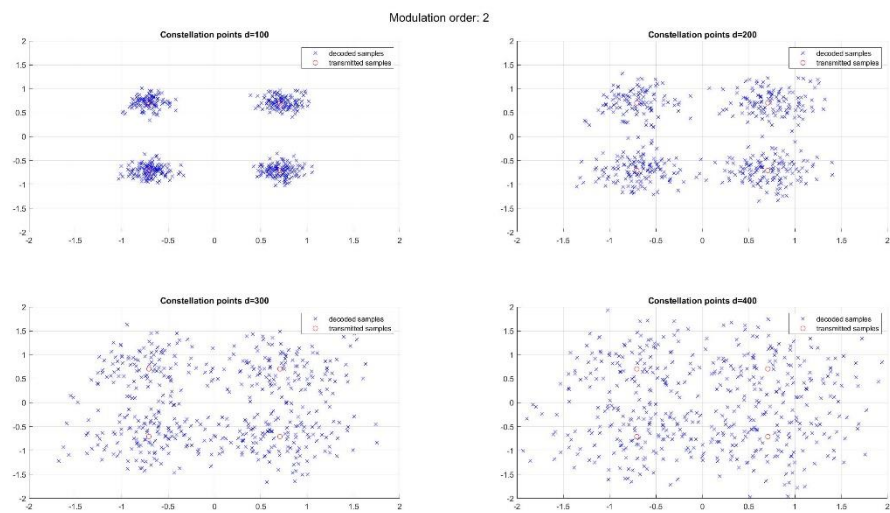 Modulation order: 2
Constellation points d=100
decoded samples
transmitted samples
2
1.5
1
0.5
0
-0.5
-1
-1.5
-2
-2 -1.5 -1 -0.5 0 0.5 1 1.5 2
Constellation points d=200
decoded samples
transmitted samples
2
1.5
1
0.5
0
-0.5
-1
-1.5
-2
-2 -1.5 -1 -0.5 0 0.5 1 1.5 2
Constellation points d=300
decoded samples
transmitted samples
2
1.5
1
0.5
0
-0.5
-1
-1.5
-2
-2 -1.5 -1 -0.5 0 0.5 1 1.5 2
Constellation points d=400
decoded samples
transmitted samples
2
1.5
1
0.5
0
-0.5
-1
-1.5
-2
-2 -1.5 -1 -0.5 0 0.5 1 1.5 2